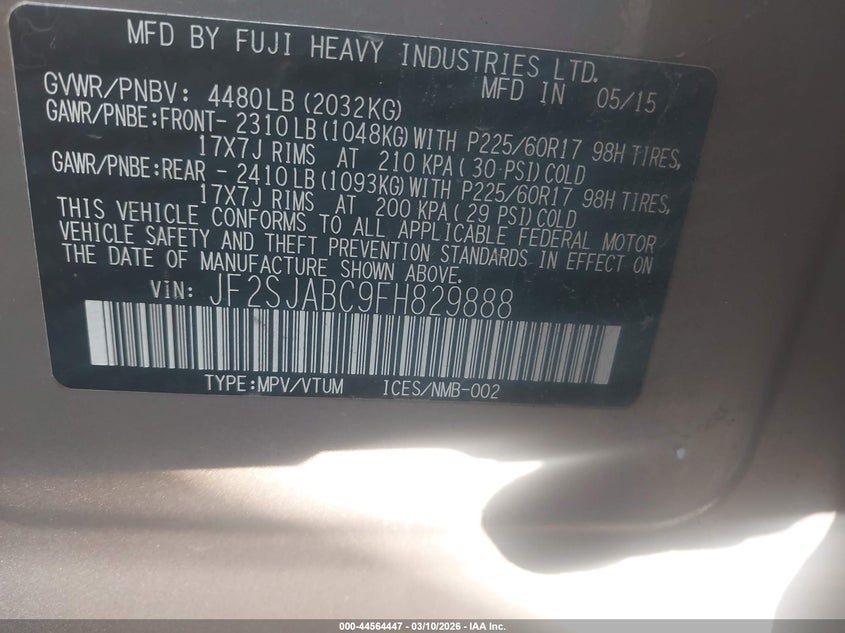 MFD BY FUJI HEAVY INDUSTRIES LTD.
MFD IN 05/15
GVWR/PNBV: 4480LB(2032KG)
GAWR/PNBE:FRONT- 2310LB(1048KG)WITH P225/60R17 98H TIRES,
17X7J RIMS AT 210 KPA( 30 PSI)COLD
GAWR/PNBE:REAR - 2410LB(1093KG)WITH P225/60R17 98H TIRES,
17X7J RIMS AT 200 KPA( 29 PSI)COLD
THIS VEHICLE CONFORMS TO ALL APPLICABLE FEDERAL MOTOR
VEHICLE SAFETY AND THEFT PREVENTION STANDARDS IN EFFECT ON
THE DATE OF MANUFACTURE SHOWN ABOVE.
VIN: JF2SJABC9FH829888
TYPE:MPV/VTUM ICES/NMB-002
000-44564447 - 03/10/2026 - IAA Inc.